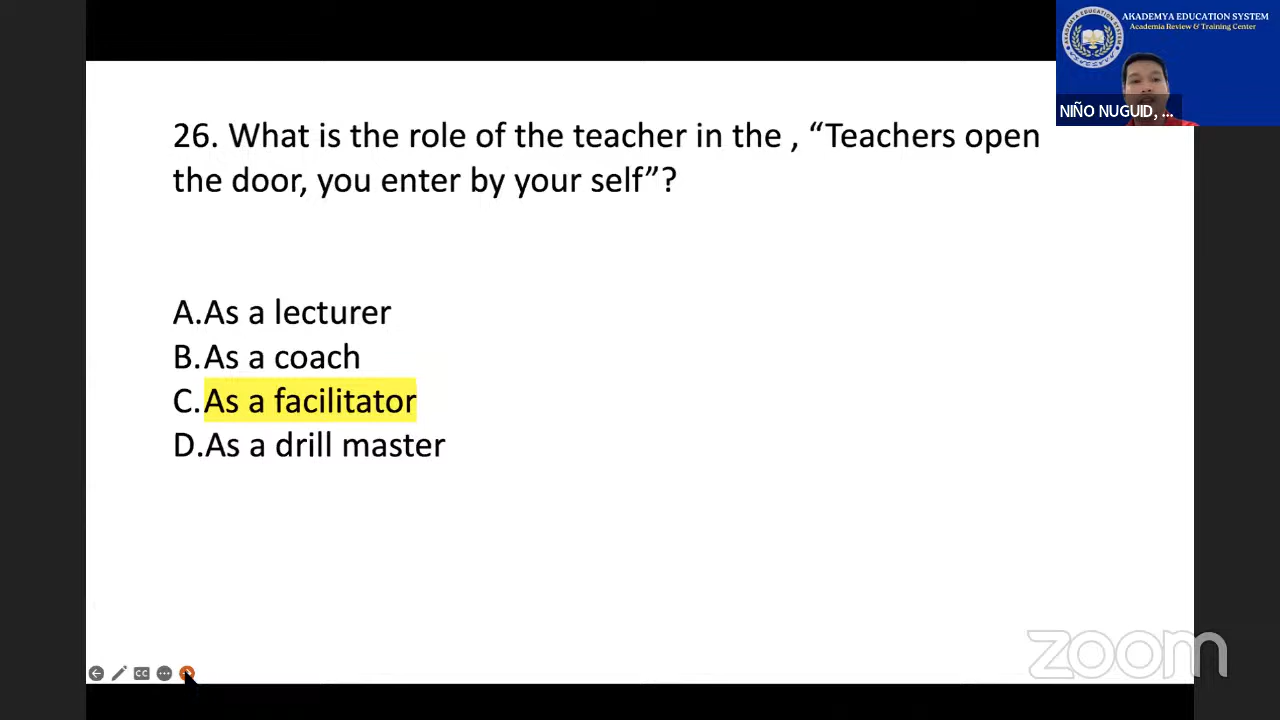 AKADEMYA EDUCATION SYSTEM
Academia Review & Training Center
NIÑO NUGUID, ...
26. What is the role of the teacher in the , “Teachers open
the door, you enter by your self”?
A.As a lecturer
B.As a coach
C.As a facilitator
D.As a drill master
CC
zoom